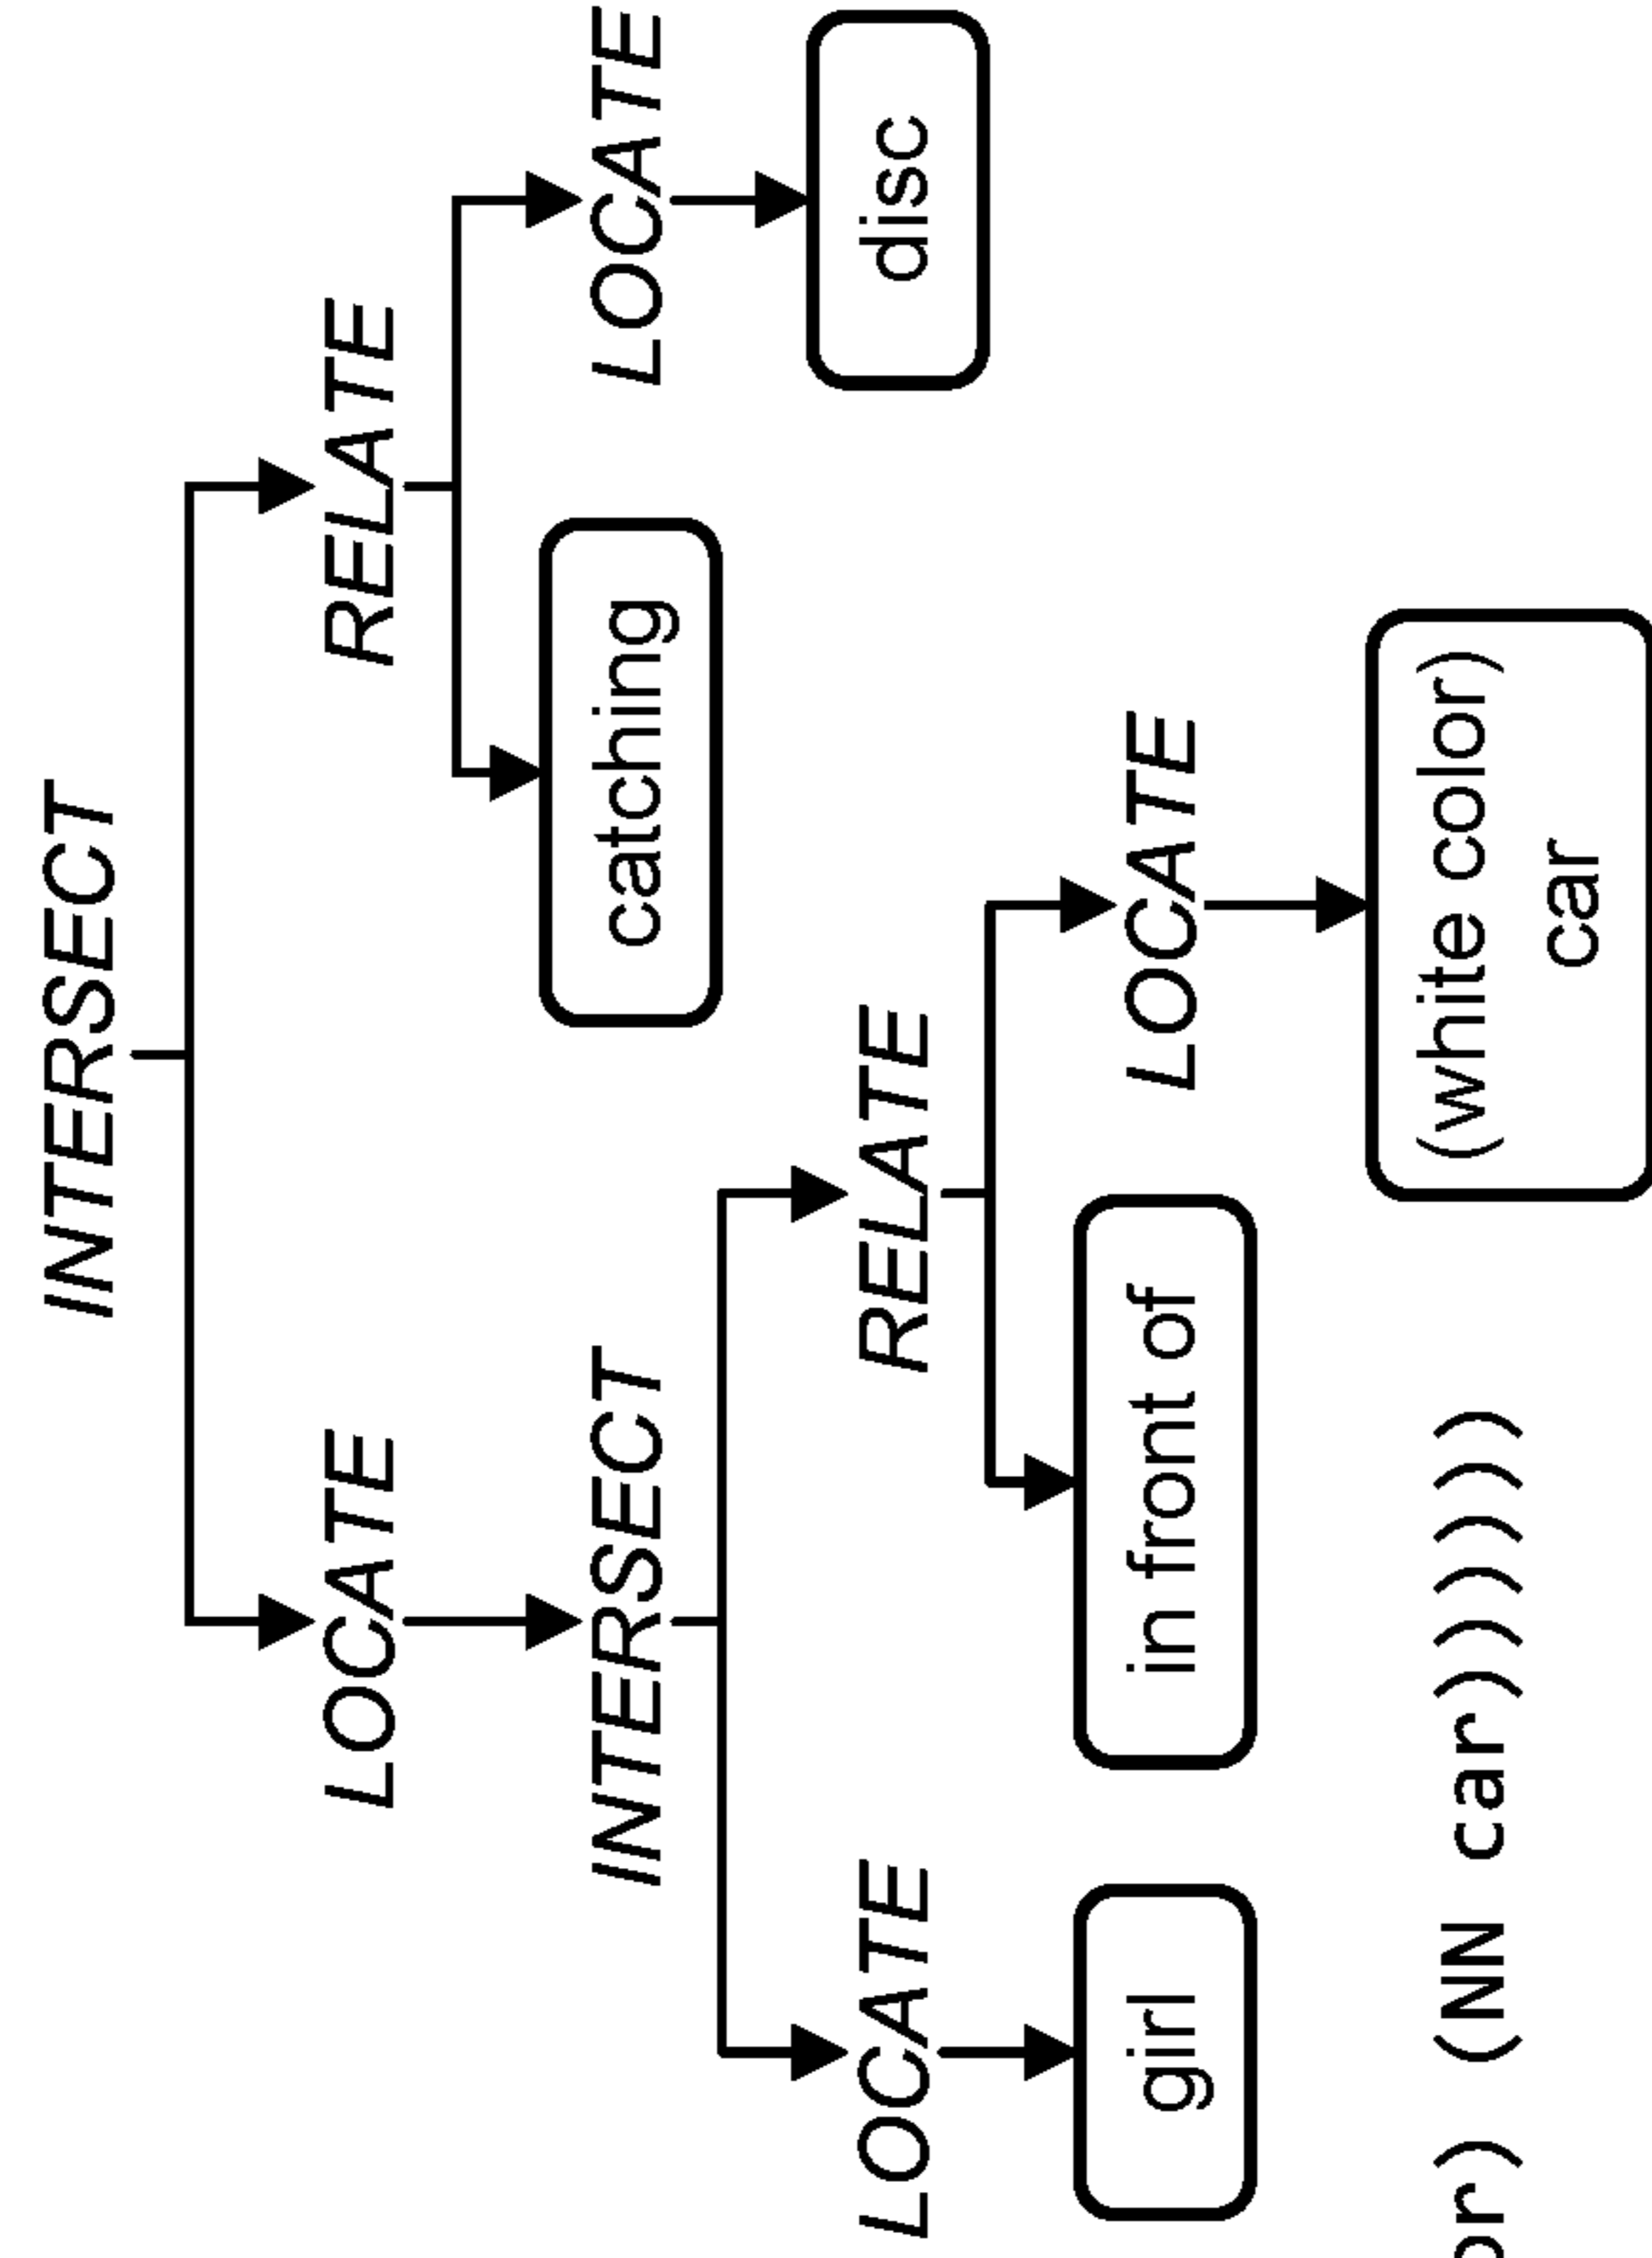 INTERSECT
LOCATE
RELATE
INTERSECT
catching
LOCATE
LOCATE
RELATE
disc
girl
in front of
LOCATE
(white color)
car
(NN car))))))